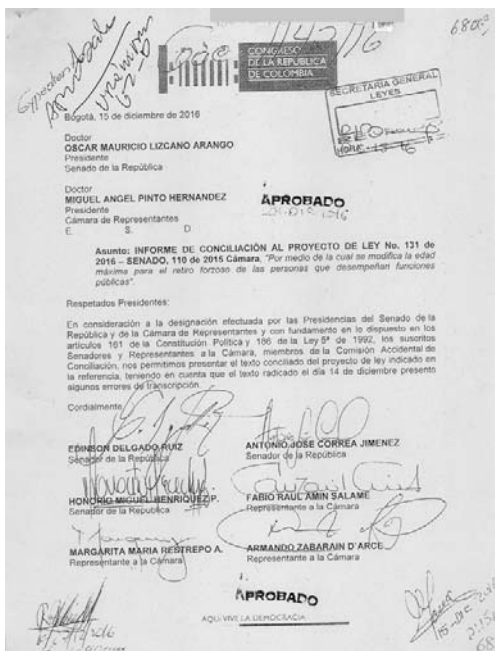 CONGRESO
DE LA REPÚBLICA
DE COLOMBIA
SECRETARIA GENERAL
LEYES
Bogotá, 15 de diciembre de 2016
Doctor
OSCAR MAURICIO LIZCANO ARANGO
Presidente
Senado de la República
Doctor
MIGUEL ANGEL PINTO HERNANDEZ
Presidente
Cámara de Representantes
E. S. D
APROBADO
Asunto: INFORME DE CONCILIACIÓN AL PROYECTO DE LEY No. 131 de
2016 – SENADO, 110 de 2015 Cámara, "Por medio de la cual se modifica la edad
máxima para el retiro forzoso de las personas que desempeñan funciones
públicas".
Respetados Presidentes:
En consideración a la designación efectuada por las Presidencias del Senado de la
República y de la Cámara de Representantes y con fundamento en lo dispuesto en los
artículos 161 de la Constitución Política y 186 de la Ley 5ª de 1992, los suscritos
Senadores y Representantes a la Cámara, miembros de la Comisión Accidental de
Conciliación, nos permitimos presentar el texto conciliado del proyecto de ley indicado en
la referencia, teniendo en cuenta que el texto radicado el día 14 de diciembre presento
algunos errores de transcripción.
Cordialmente,
EDINSON DELGADO RUIZ
Senador de la República
ANTONIO JOSE CORREA JIMENEZ
Senador de la República
HONORIO MIGUEL HENRIQUEZ P.
Senador de la República
FABIO RAUL AMIN SALAME
Representante a la Cámara
MARGARITA MARIA RESTREPO A.
Representante a la Cámara
ARMANDO ZABARAIN D'ARCE
Representante a la Cámara
APROBADO
AQUÍ VIVE LA DEMOCRACIA